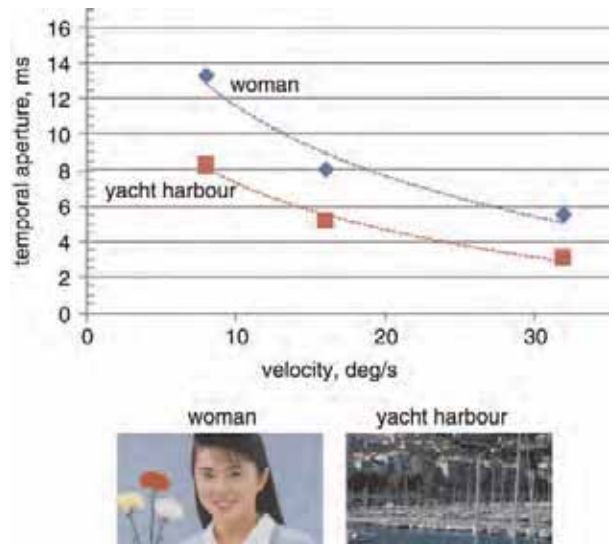 16
14
12
10
8
6
4
2
0
temporal aperture, ms
woman
yacht harbour
0
10
20
30
velocity, deg/s
woman
yacht harbour